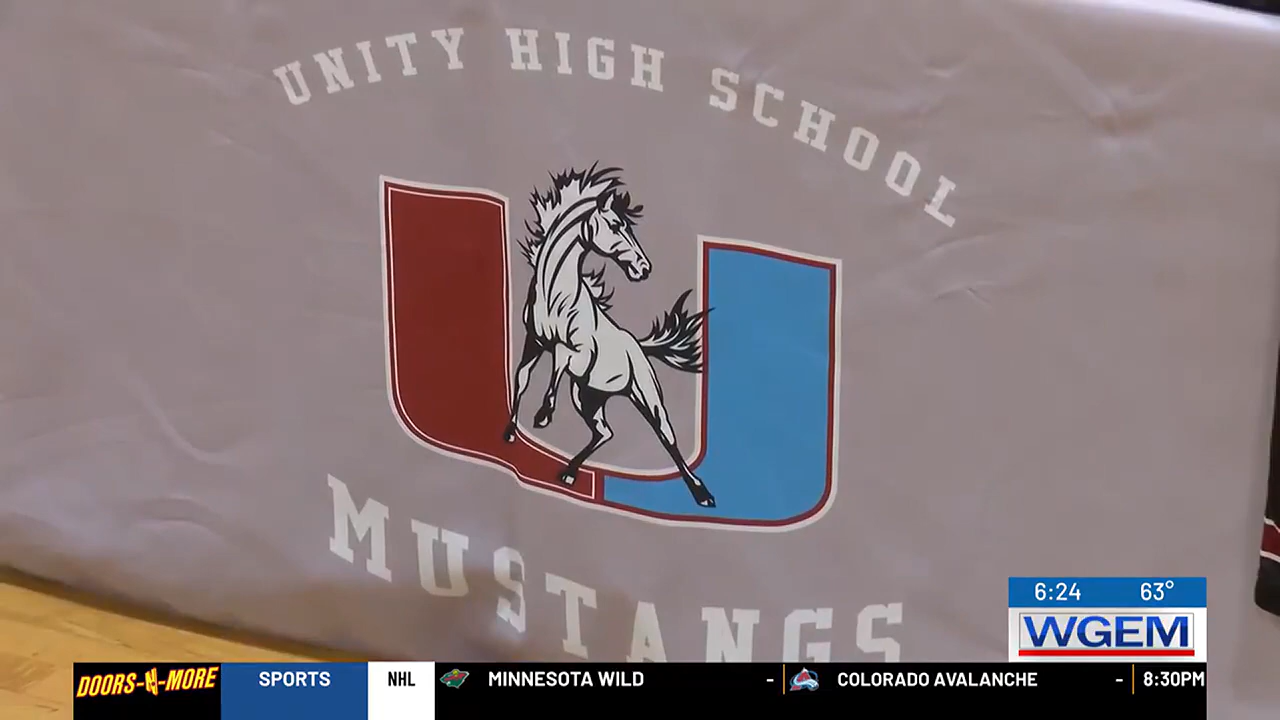 UNITY HIGH SCHOOL
MUSTANGS
6:24 63°
WGEM
DOORS-N-MORE SPORTS NHL MINNESOTA WILD - COLORADO AVALANCHE - 8:30PM